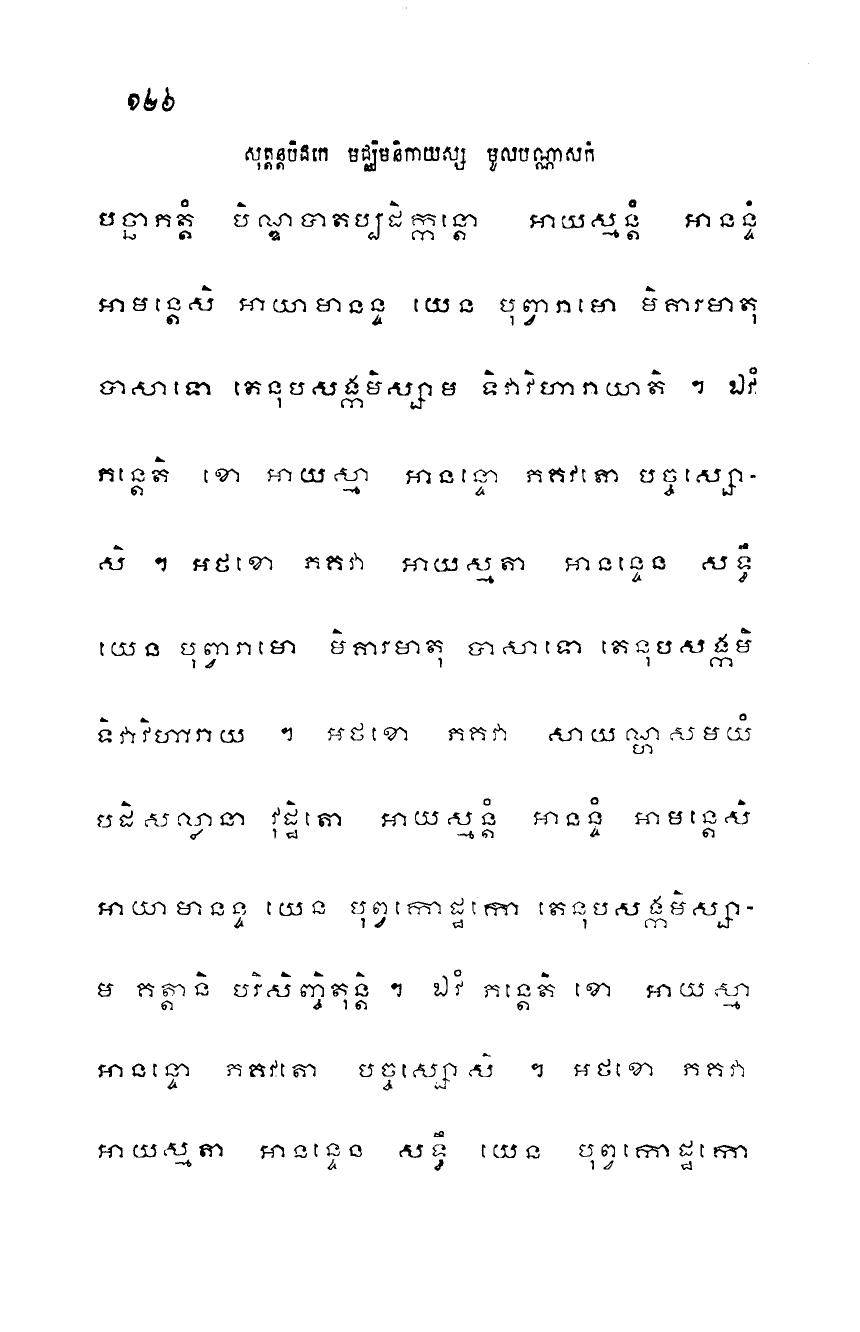 ១២៦
សុត្តន្តបិដកេ មជ្ឈិមនិកាយស្ស មូលបណ្ណាសកំ
បច្ឆាភត្តំ បិណ្ឌបាតប្បដិក្កន្តោ អាយស្មន្តំ អានន្ទំ
អាមន្តេសិ អាយាមានន្ទ យេន បុព្វារាមោ មិគារមាតុ
បាសាទោ តេនុបសង្កមិស្សាម ទិវាវិហារាយាតិ ។ ឯវំ
ភន្តេតិ ខោ អាយស្មា អានន្ទោ ភគវតោ បច្ចស្សោ-
សិ ។ អថខោ ភគវា អាយស្មតា អានន្ទេន សទ្ធឹ
យេន បុព្វារាមោ មិគារមាតុ បាសាទោ តេនុបសង្កមិ
ទិវាវិហារាយ ។ អថខោ ភគវា សាយណ្ហសមយំ
បដិសល្លានា វុដ្ឋិតោ អាយស្មន្តំ អានន្ទំ អាមន្តេសិ
អាយាមានន្ទ យេន បុព្វកោដ្ឋកោ តេនុបសង្កមិស្សា-
ម គត្តានិ បរិសិញ្ចិតុន្តិ ។ ឯវំ ភន្តេតិ ខោ អាយស្មា
អានន្ទោ ភគវតោ បច្ចស្សោសិ ។ អថខោ ភគវា
អាយស្មតា អានន្ទេន សទ្ធឹ យេន បុព្វកោដ្ឋកោ